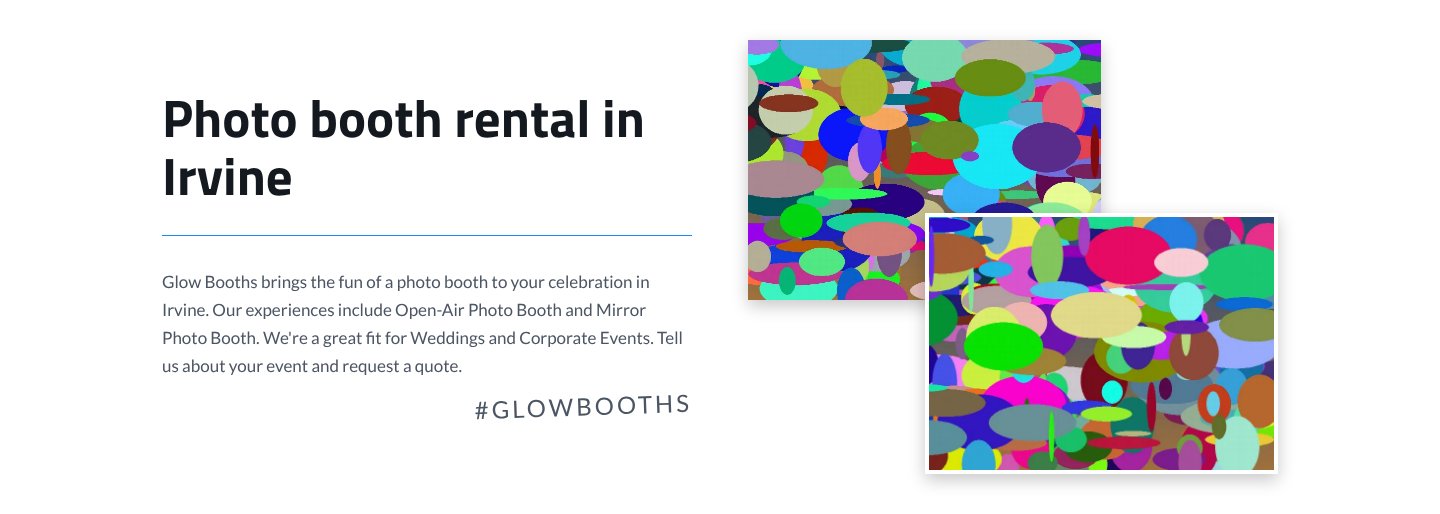 Photo booth rental in
Irvine
Glow Booths brings the fun of a photo booth to your celebration in
Irvine. Our experiences include Open-Air Photo Booth and Mirror
Photo Booth. We're a great fit for Weddings and Corporate Events. Tell
us about your event and request a quote.
#GLOWBOOTHS